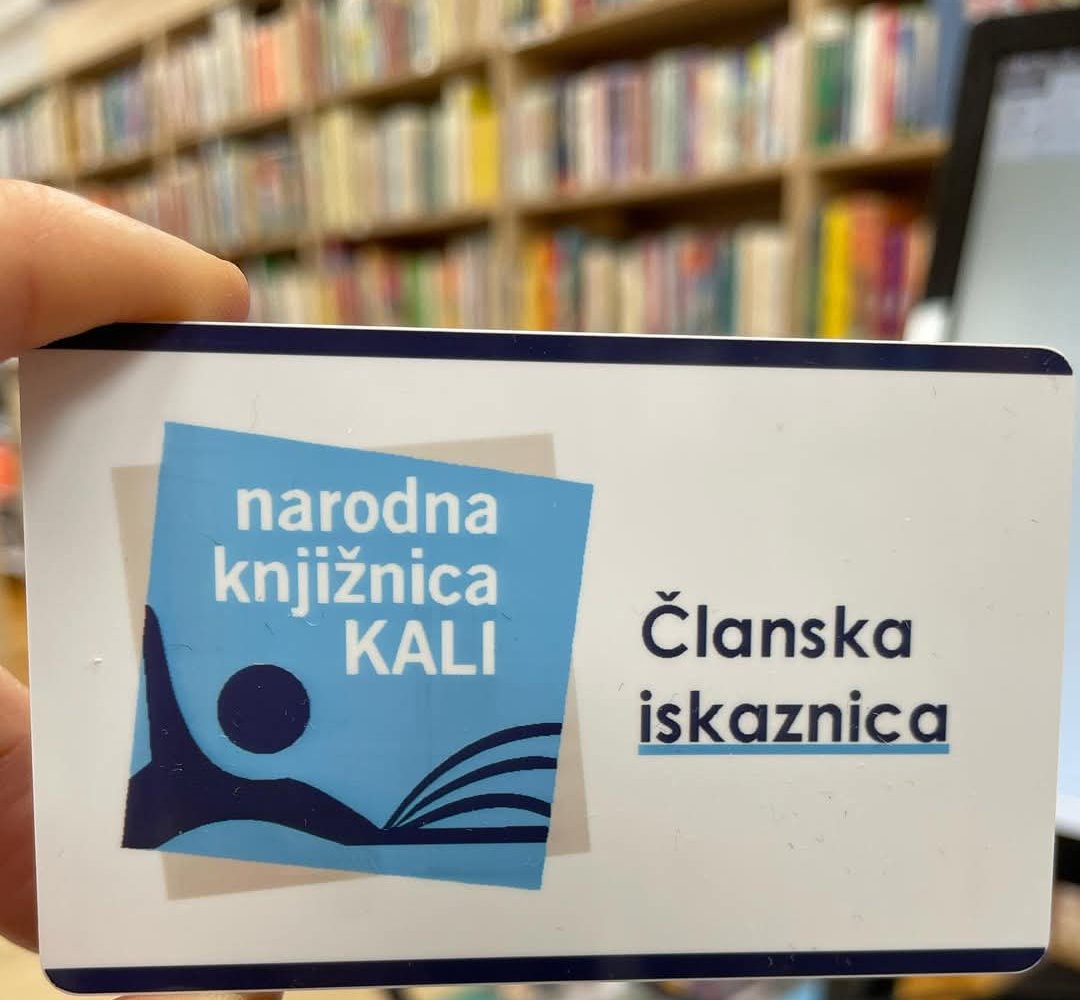 narodna
knjižnica
KALI
Članska
iskaznica